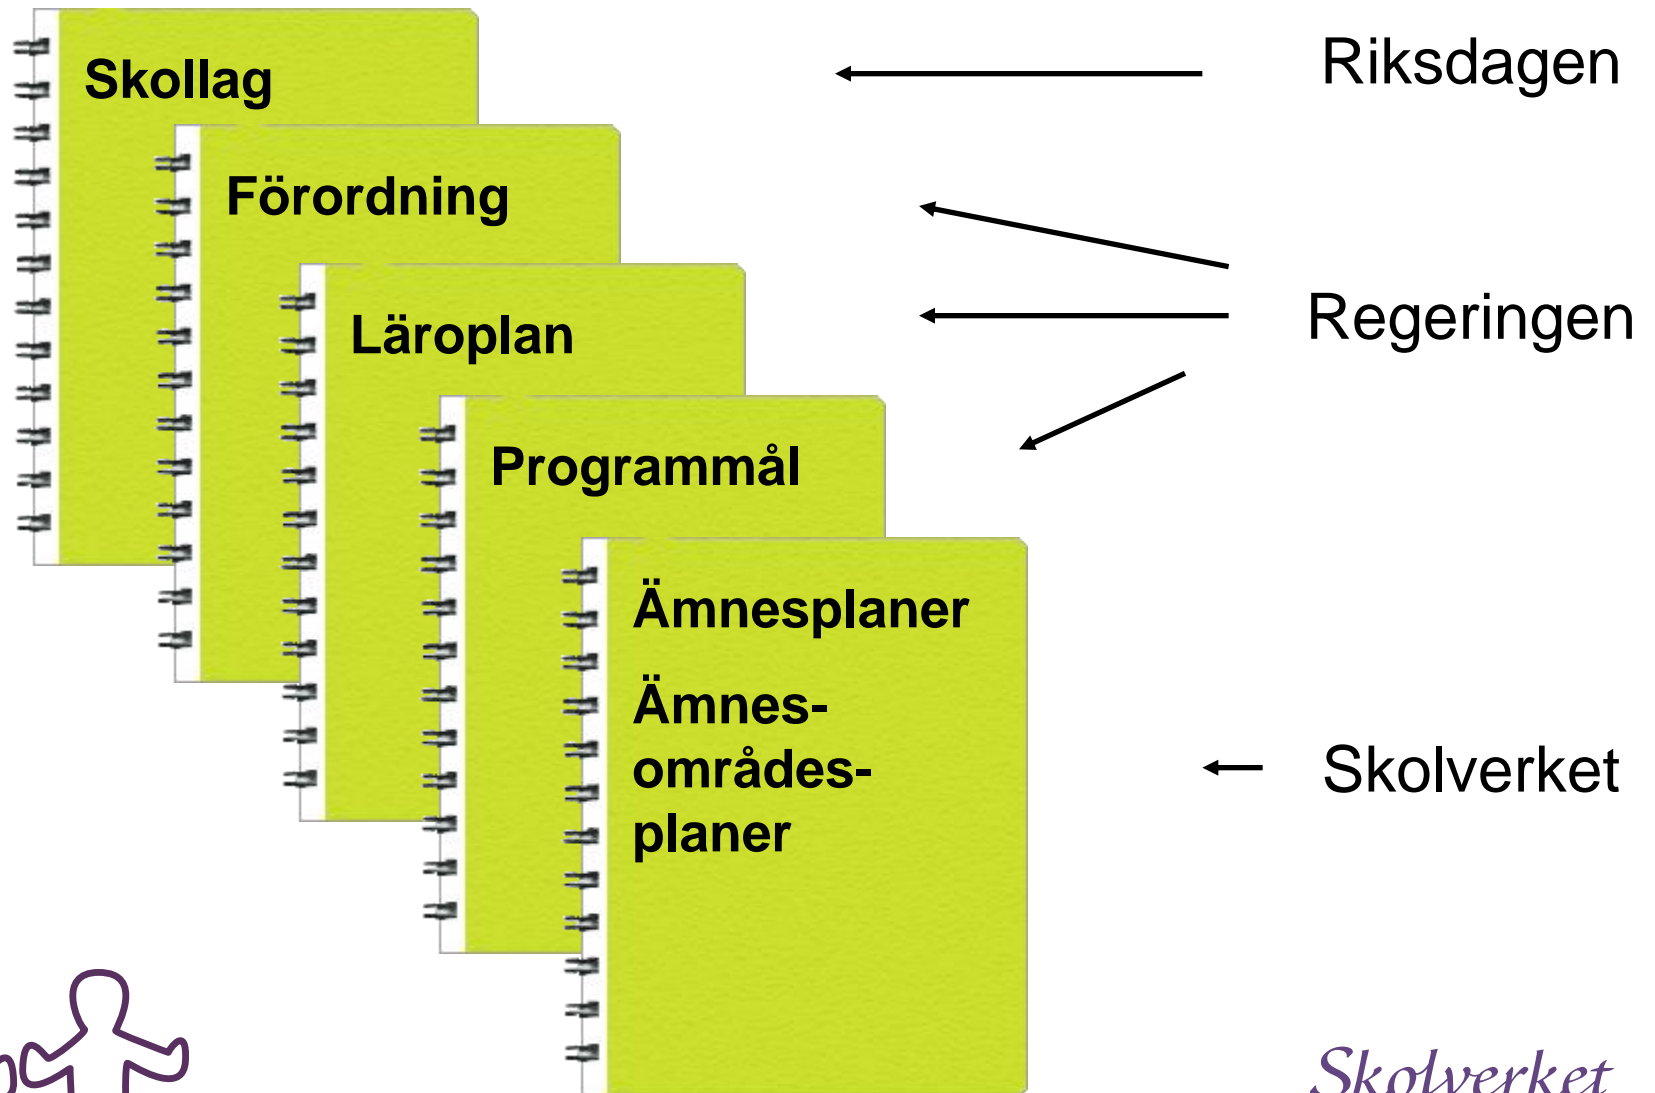 Skollag
Riksdagen
Förordning
Läroplan
Regeringen
Programmål
Ämnesplaner
Ämnes-
områdes-
planer
Skolverket
Skolverket